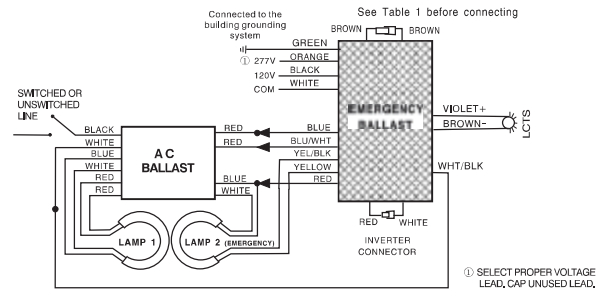 Connected to the
building grounding
system
See Table 1 before connecting
BROWN
BROWN
GREEN
① 277V
ORANGE
120V
BLACK
COM
WHITE
EMERGENCY
BALLAST
VIOLET+
BROWN-
LCTS
SWITCHED OR
UNSWITCHED
LINE
BLACK
WHITE
BLUE
WHITE
RED
RED
AC
BALLAST
RED
RED
BLUE
WHITE
BLUE
BLU/WHT
YEL/BLK
YELLOW
RED
WHT/BLK
LAMP 1
LAMP 2 (EMERGENCY)
RED
WHITE
INVERTER
CONNECTOR
① SELECT PROPER VOLTAGE
LEAD, CAP UNUSED LEAD.